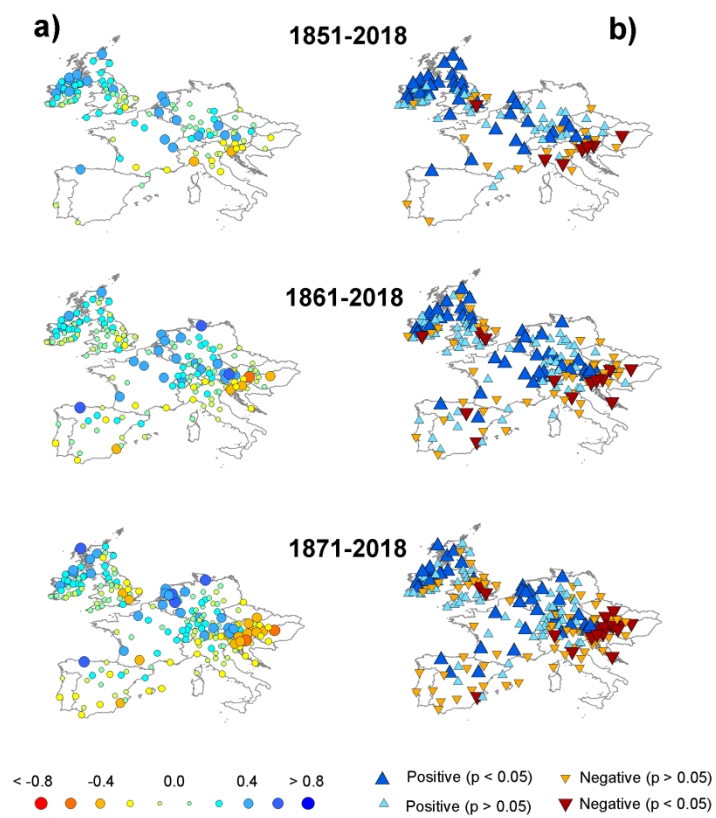 a)
1851-2018
b)
1861-2018
1871-2018
< -0.8 -0.4 0.0 0.4 > 0.8
Positive (p < 0.05) Negative (p > 0.05)
Positive (p > 0.05) Negative (p < 0.05)